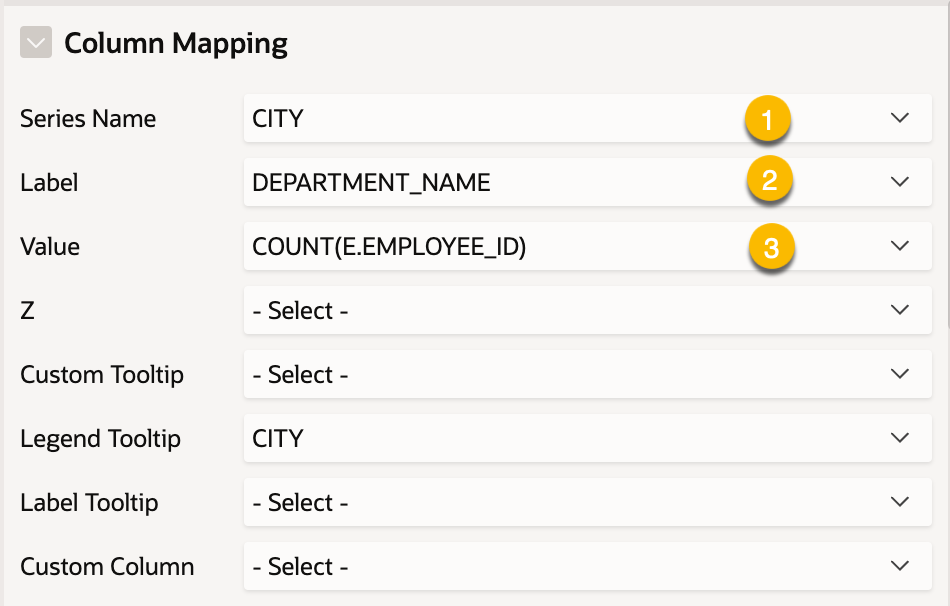 Column Mapping
Series Name CITY 1
Label DEPARTMENT_NAME 2
Value COUNT(E.EMPLOYEE_ID) 3
Z - Select -
Custom Tooltip - Select -
Legend Tooltip CITY
Label Tooltip - Select -
Custom Column - Select -